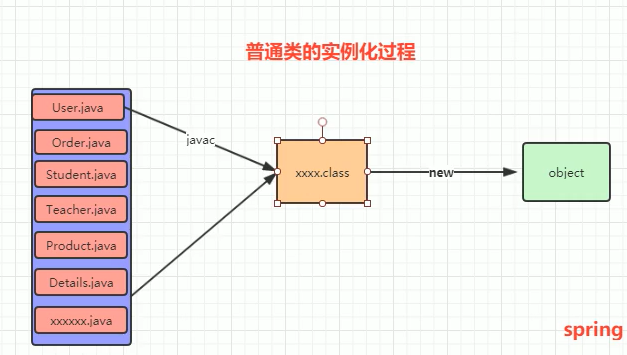 普通类的实例化过程
User.java
Order.java
Student.java
Teacher.java
Product.java
Details.java
xxxxxx.java
javac
xxxx.class
new
object
spring